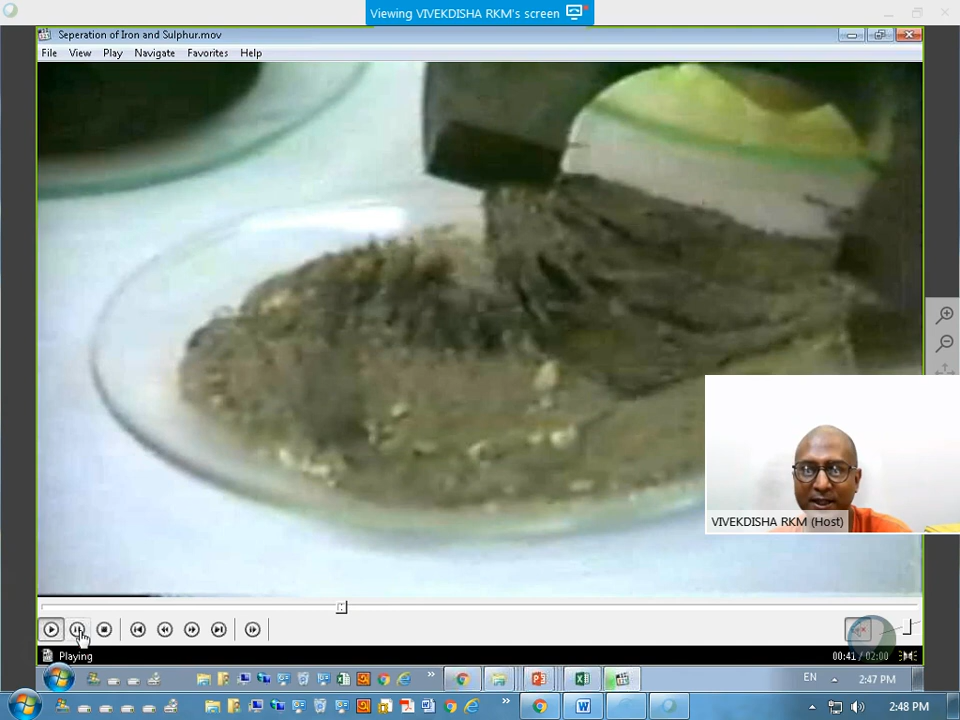 Viewing VIVEKDISHA RKM's screen
Seperation of Iron and Sulphur.mov
File View Play Navigate Favorites Help
VIVEKDISHA RKM (Host)
Playing
00:41 / 02:00
EN
2:47 PM
2:48 PM